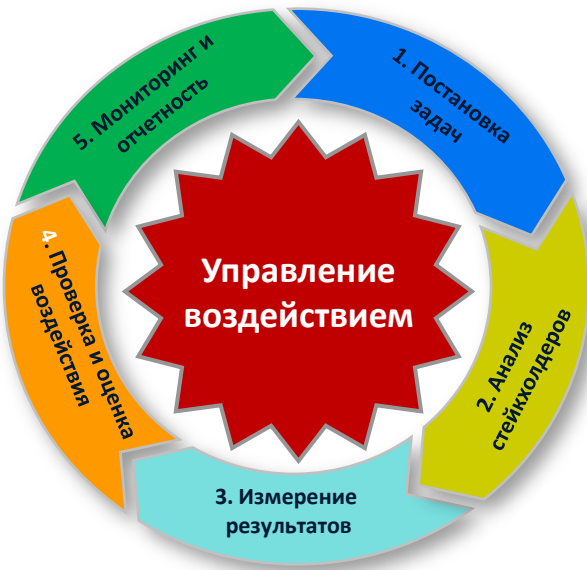 1. Постановка
задач
2. Анализ
стейкхолдеров
3. Измерение
результатов
4. Проверка и оценка
воздействия
5. Мониторинг и
отчетность
Управление
воздействием